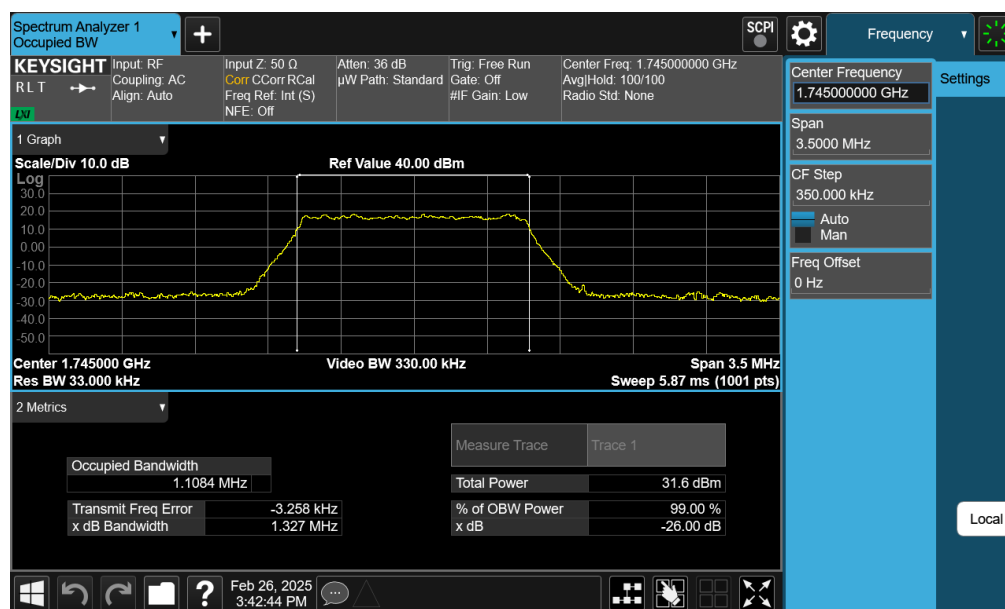 Spectrum Analyzer 1
Occupied BW
+
SCPI
Frequency
KEYSIGHT
R L T
LXI
Input: RF
Coupling: AC
Align: Auto
Input Z: 50 Ω
Corr CCorr RCal
Freq Ref: Int (S)
NFE: Off
Atten: 36 dB
µW Path: Standard
Trig: Free Run
Gate: Off
#IF Gain: Low
Center Freq: 1.745000000 GHz
Avg|Hold: 100/100
Radio Std: None
Center Frequency
1.745000000 GHz
Settings
Span
3.5000 MHz
CF Step
350.000 kHz
Auto
Man
Freq Offset
0 Hz
Local
1 Graph
Scale/Div 10.0 dB
Ref Value 40.00 dBm
Log
30.0
20.0
10.0
0.00
-10.0
-20.0
-30.0
-40.0
-50.0
Center 1.745000 GHz
Video BW 330.00 kHz
Span 3.5 MHz
Res BW 33.000 kHz
Sweep 5.87 ms (1001 pts)
2 Metrics
Measure Trace Trace 1
Occupied Bandwidth
1.1084 MHz
Total Power 31.6 dBm
Transmit Freq Error -3.258 kHz
% of OBW Power 99.00 %
x dB Bandwidth 1.327 MHz
x dB -26.00 dB
?
Feb 26, 2025
3:42:44 PM